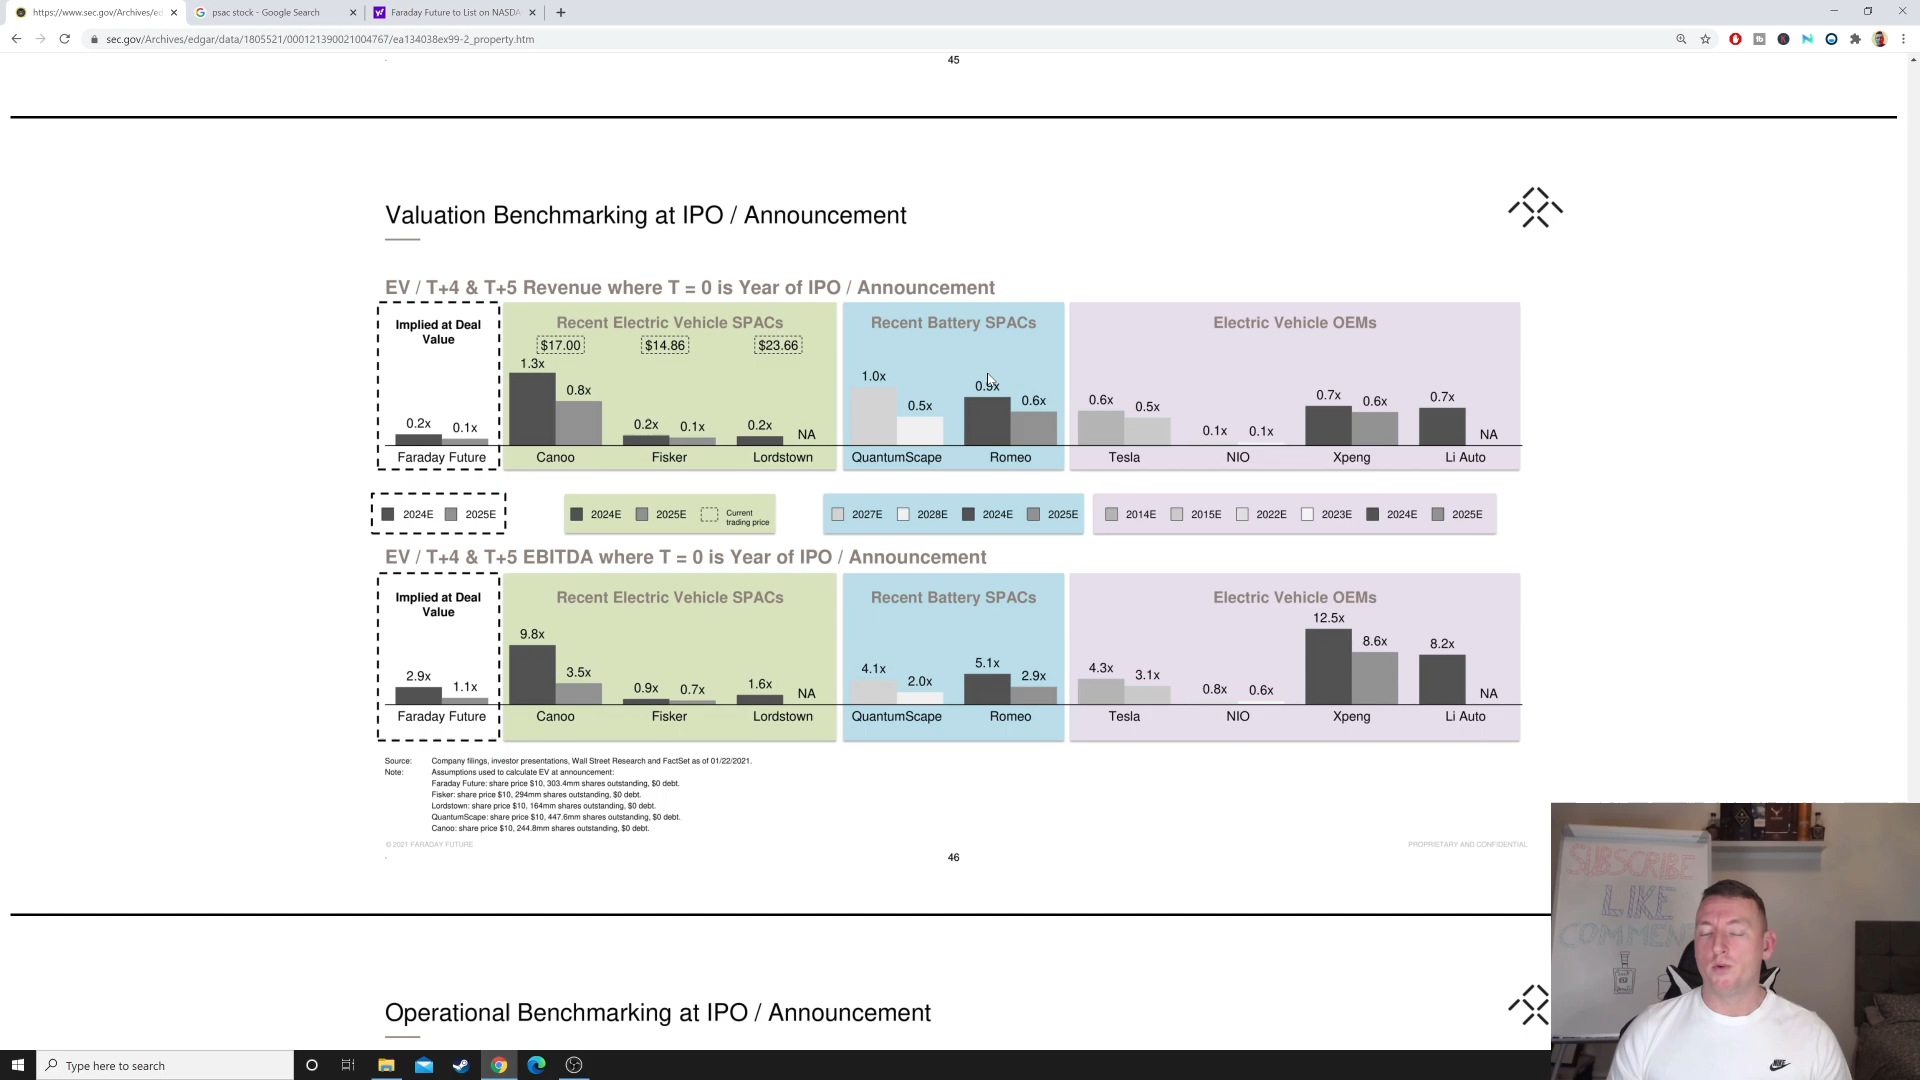 https://www.sec.gov/Archives/ed
psac stock - Google Search
Faraday Future to List on NASDA
sec.gov/Archives/edgar/data/1805521/000121390021004767/ea134038ex99-2_property.htm
45
Valuation Benchmarking at IPO / Announcement
EV / T+4 & T+5 Revenue where T = 0 is Year of IPO / Announcement
Implied at Deal
Value
Recent Electric Vehicle SPACs
Recent Battery SPACs
Electric Vehicle OEMs
$17.00 $14.86 $23.66
1.3x 0.8x
1.0x 0.5x
0.9x 0.6x
0.6x 0.5x
0.7x 0.6x
0.7x
0.2x 0.1x
0.2x 0.1x
0.2x NA
0.1x 0.1x
NA
Faraday Future Canoo Fisker Lordstown QuantumScape Romeo Tesla NIO Xpeng Li Auto
2024E 2025E
2024E 2025E Current
trading price
2027E 2028E 2024E 2025E
2014E 2015E 2022E 2023E 2024E 2025E
EV / T+4 & T+5 EBITDA where T = 0 is Year of IPO / Announcement
Implied at Deal
Value
Recent Electric Vehicle SPACs
Recent Battery SPACs
Electric Vehicle OEMs
2.9x 1.1x
9.8x 3.5x
0.9x 0.7x
1.6x NA
4.1x 2.0x
5.1x 2.9x
4.3x 3.1x
0.8x 0.6x
12.5x 8.6x
8.2x NA
Faraday Future Canoo Fisker Lordstown QuantumScape Romeo Tesla NIO Xpeng Li Auto
Source: Company filings, investor presentations, Wall Street Research and FactSet as of 01/22/2021.
Note: Assumptions used to calculate EV at announcement:
Faraday Future: share price $10, 303.4mm shares outstanding, $0 debt.
Fisker: share price $10, 294mm shares outstanding, $0 debt.
Lordstown: share price $10, 164mm shares outstanding, $0 debt.
QuantumScape: share price $10, 447.6mm shares outstanding, $0 debt.
Canoo: share price $10, 244.8mm shares outstanding, $0 debt.
© 2021 FARADAY FUTURE
PROPRIETARY AND CONFIDENTIAL
46
SUBSCRIBE
LIKE
COMMEN
Operational Benchmarking at IPO / Announcement
Type here to search